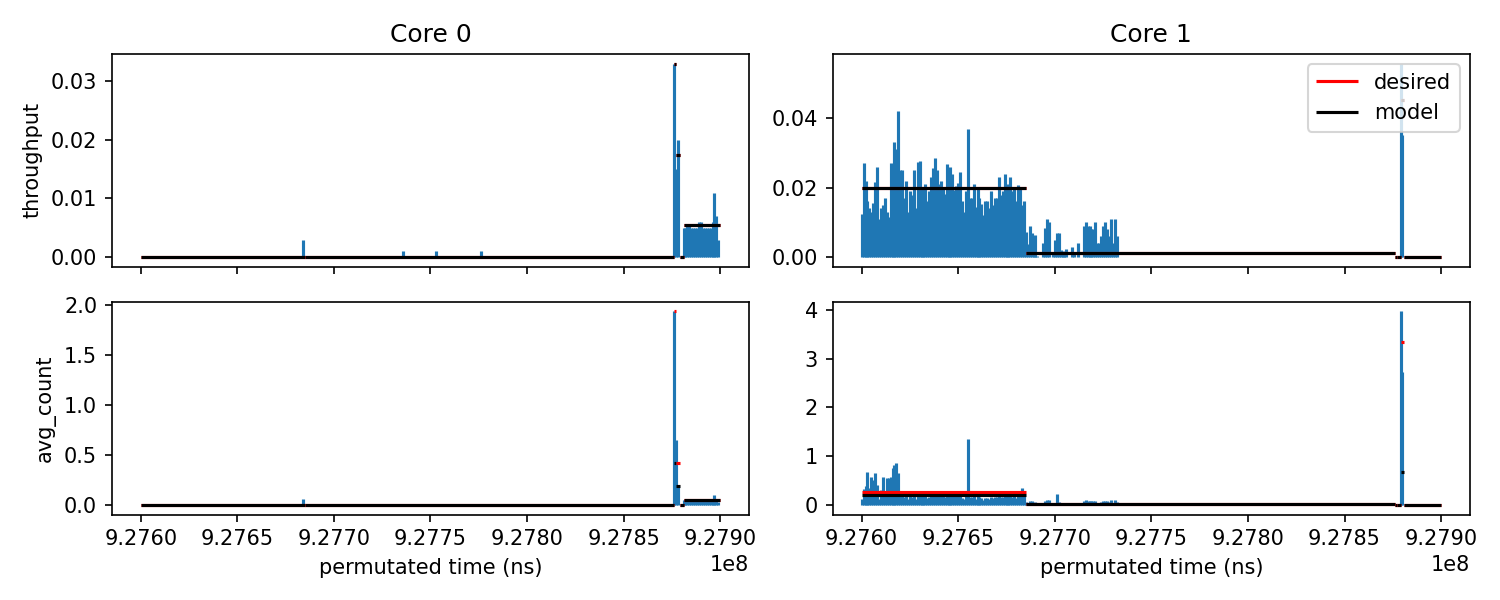 Core 0
Core 1
throughput
0.03
0.02
0.01
0.00
0.04
0.02
0.00
desired
model
avg_count
2.0
1.5
1.0
0.5
0.0
4
3
2
1
0
9.2760 9.2765 9.2770 9.2775 9.2780 9.2785 9.2790
1e8
permutated time (ns)
9.2760 9.2765 9.2770 9.2775 9.2780 9.2785 9.2790
1e8
permutated time (ns)